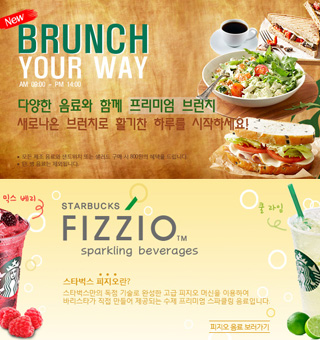 New
BRUNCH
YOUR WAY
AM 09:00 ~ PM 14:00
다양한 음료와 함께 프리미엄 브런치
새로나온 브런치로 활기찬 하루를 시작하세요!
믹스 베리
쿨 라임
STARBUCKS
FIZZIO™
sparkling beverages
스타벅스 피지오란?
스타벅스만의 독점 기술로 완성한 고급 피지오 머신을 이용하여
바리스타가 직접 만들어 제공되는 수제 프리미엄 스파클링 음료입니다.
피지오 음료 보러가기